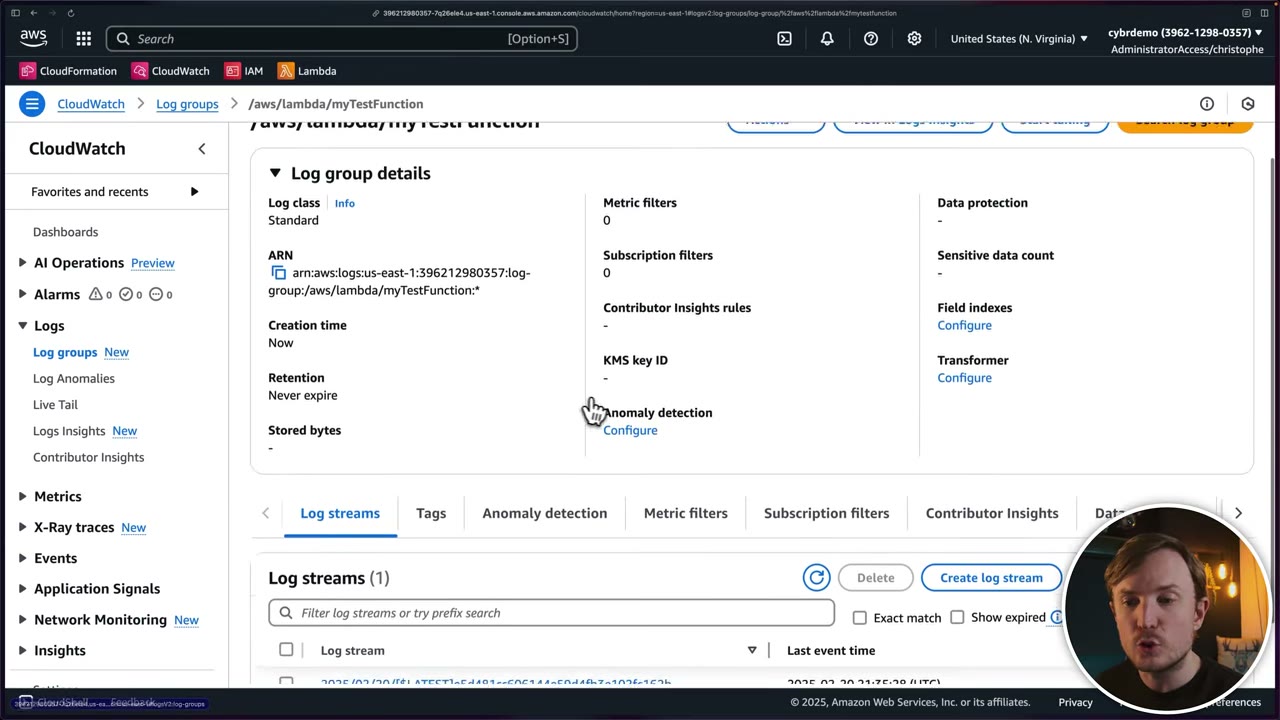 396212980357-7q26ele4.us-east-1.console.aws.amazon.com/cloudwatch/home?region=us-east-1#logsv2:log-groups/log-group/%2faws%2flambda%2fmytestfunction
aws
Search [Option+S]
United States (N. Virginia)
cybrdemo (3962-1298-0357)
AdministratorAccess/christophe
CloudFormation CloudWatch IAM Lambda
CloudWatch Log groups /aws/lambda/myTestFunction
/aws/lambda/myTestFunction
CloudWatch
Favorites and recents
Dashboards
AI Operations Preview
Alarms 0 0 0
Logs
Log groups New
Log Anomalies
Live Tail
Logs Insights New
Contributor Insights
Metrics
X-Ray traces New
Events
Application Signals
Network Monitoring New
Insights
Log group details
Log class Info
Standard
ARN
arn:aws:logs:us-east-1:396212980357:log-
group:/aws/lambda/myTestFunction:*
Creation time
Now
Retention
Never expire
Stored bytes
-
Metric filters
0
Subscription filters
0
Contributor Insights rules
-
KMS key ID
-
Anomaly detection
Configure
Data protection
-
Sensitive data count
-
Field indexes
Configure
Transformer
Configure
Log streams Tags Anomaly detection Metric filters Subscription filters Contributor Insights
Log streams (1)
Delete
Create log stream
Filter log streams or try prefix search
Exact match
Show expired
Log stream
Last event time
CloudShell Feedback
© 2025, Amazon Web Services, Inc. or its affiliates.
Privacy